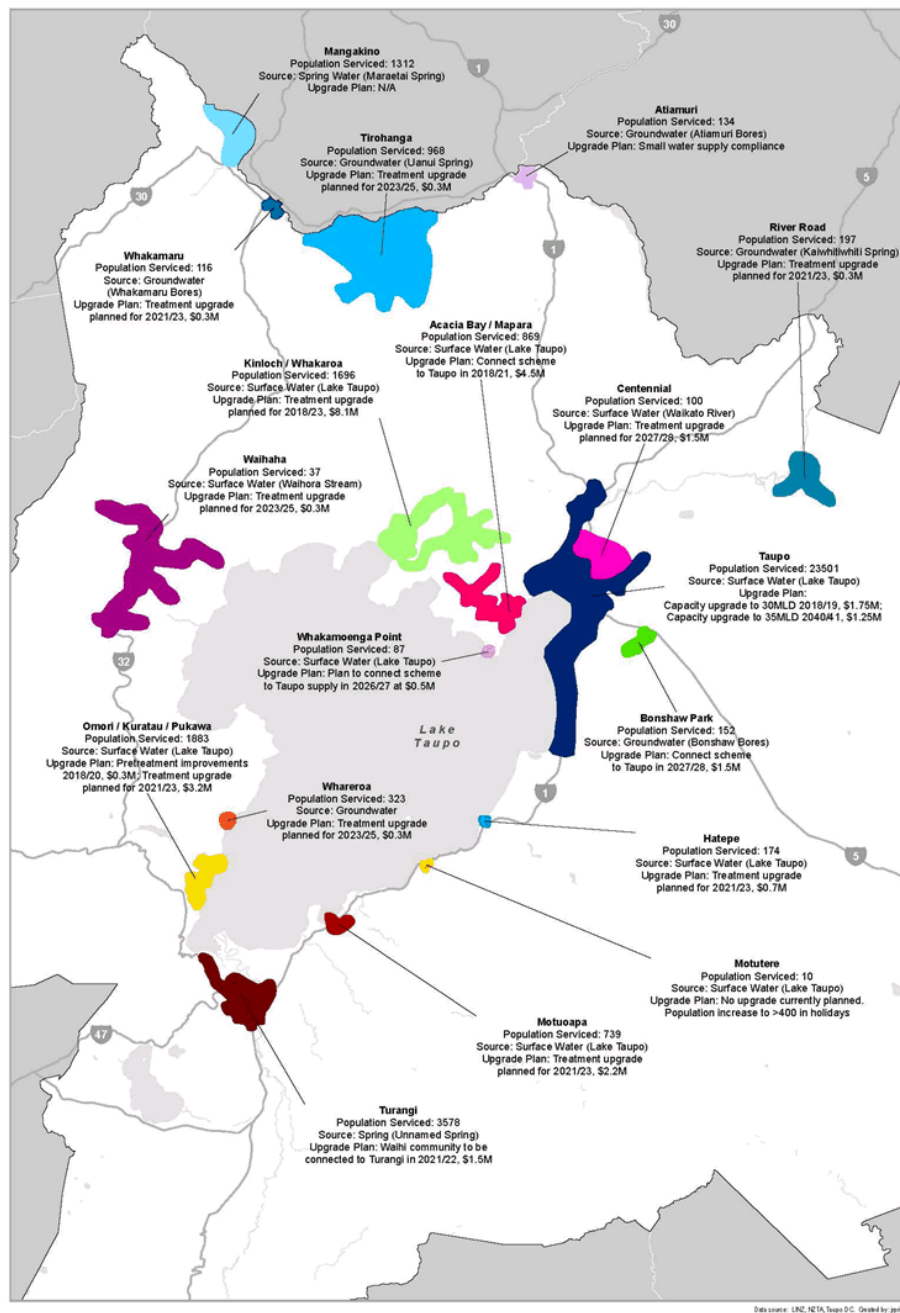 30
1
Mangakino
Population Serviced: 1312
Source: Spring Water (Maraetai Spring)
Upgrade Plan: N/A
Atiamuri
Population Serviced: 134
Source: Groundwater (Atiamuri Bores)
Upgrade Plan: Small water supply compliance
Tirohanga
Population Serviced: 968
Source: Groundwater (Uanui Spring)
Upgrade Plan: Treatment upgrade
planned for 2023/25, $0.3M
5
30
River Road
Population Serviced: 197
Source: Groundwater (Kaiwhitiwhiti Spring)
Upgrade Plan: Treatment upgrade
planned for 2021/23, $0.3M
1
Whakamaru
Population Serviced: 116
Source: Groundwater
(Whakamaru Bores)
Upgrade Plan: Treatment upgrade
planned for 2021/23, $0.3M
Acacia Bay / Mapara
Population Serviced: 869
Source: Surface Water (Lake Taupo)
Upgrade Plan: Connect scheme
to Taupo in 2018/21, $4.5M
Kinloch / Whakaroa
Population Serviced: 1696
Source: Surface Water (Lake Taupo)
Upgrade Plan: Treatment upgrade
planned for 2018/23, $8.1M
Centennial
Population Serviced: 100
Source: Surface Water (Waikato River)
Upgrade Plan: Treatment upgrade
planned for 2027/28, $1.5M
Waihaha
Population Serviced: 37
Source: Surface Water (Waihora Stream)
Upgrade Plan: Treatment upgrade
planned for 2023/25, $0.3M
Taupo
Population Serviced: 23501
Source: Surface Water (Lake Taupo)
Upgrade Plan:
Capacity upgrade to 30MLD 2018/19, $1.75M;
Capacity upgrade to 35MLD 2040/41, $1.25M
Whakamoenga Point
Population Serviced: 87
Source: Surface Water (Lake Taupo)
Upgrade Plan: Plan to connect scheme
to Taupo supply in 2026/27 at $0.5M
32
Lake
Taupo
Bonshaw Park
Population Serviced: 152
Source: Groundwater (Bonshaw Bores)
Upgrade Plan: Connect scheme
to Taupo in 2027/28, $1.5M
Omori / Kuratau / Pukawa
Population Serviced: 1883
Source: Surface Water (Lake Taupo)
Upgrade Plan: Pretreatment improvements
2018/20, $0.3M; Treatment upgrade
planned for 2021/23, $3.2M
Whareroa
Population Serviced: 323
Source: Groundwater
Upgrade Plan: Treatment upgrade
planned for 2023/25, $0.3M
1
Hatepe
Population Serviced: 174
Source: Surface Water (Lake Taupo)
Upgrade Plan: Treatment upgrade
planned for 2021/23, $0.7M
5
Motutere
Population Serviced: 10
Source: Surface Water (Lake Taupo)
Upgrade Plan: No upgrade currently planned.
Population increase to >400 in holidays
Motuoapa
Population Serviced: 739
Source: Surface Water (Lake Taupo)
Upgrade Plan: Treatment upgrade
planned for 2021/23, $2.2M
47
Turangi
Population Serviced: 3578
Source: Spring (Unnamed Spring)
Upgrade Plan: Waihi community to be
connected to Turangi in 2021/22, $1.5M
Data source: LINZ, NZTA, Taupo DC. Created by: